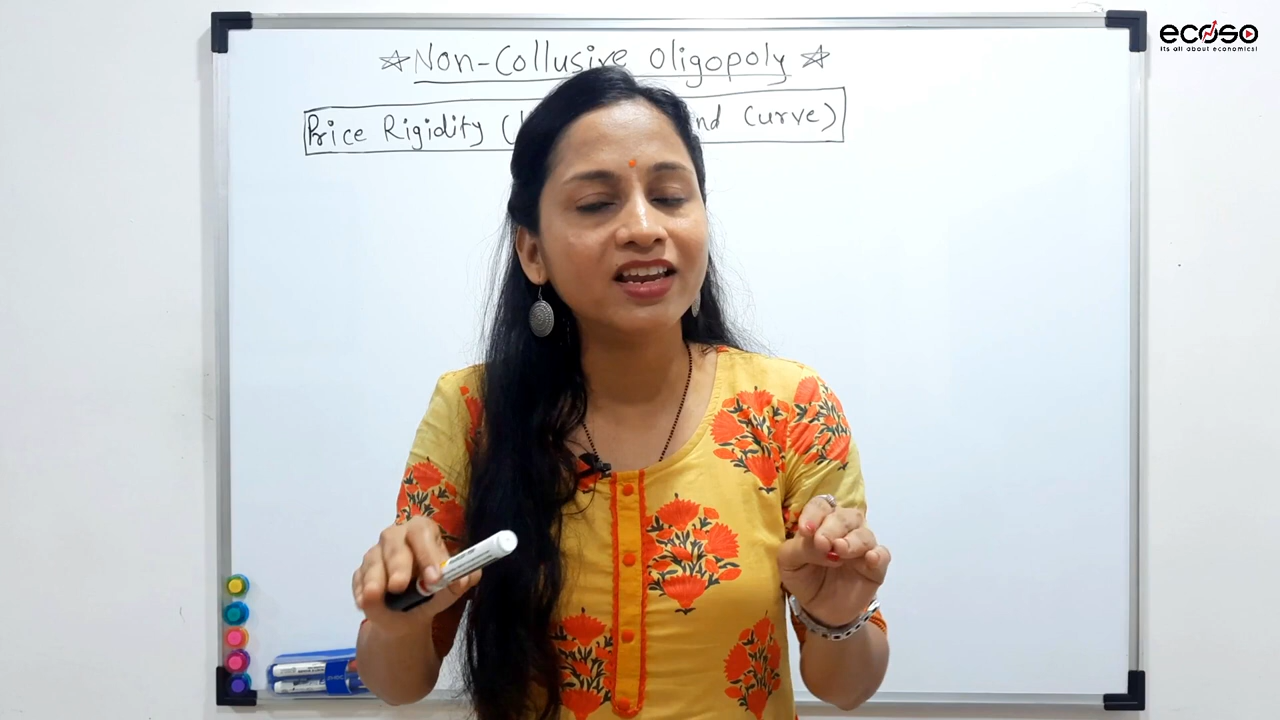 ☆ Non-Collusive Oligopoly ☆
Price Rigidity ( nd Curve)
ecoso
Its all about economics!